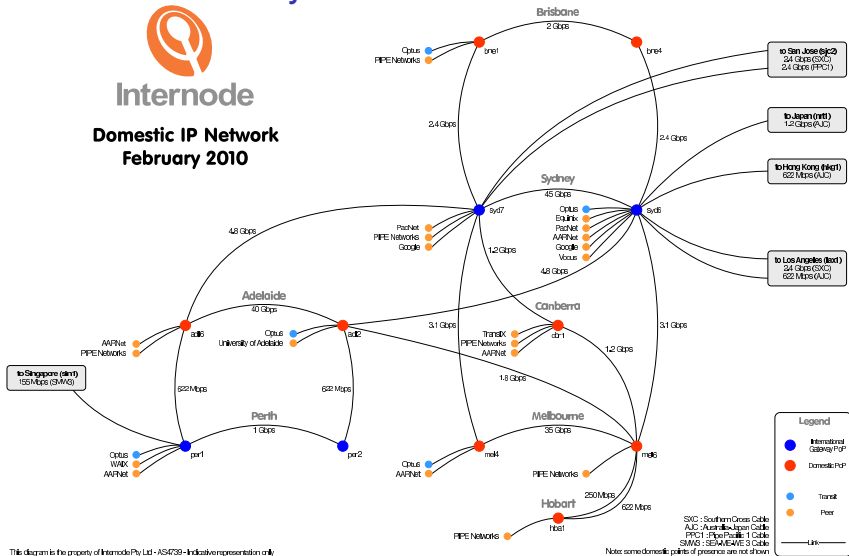 Internode
Domestic IP Network
February 2010
Brisbane
2 Gbps
Optus
PIPE Networks
bne1
bne4
2.4 Gbps
2.4 Gbps
to San Jose (sjc2)
2.4 Gbps (SXC)
2.4 Gbps (PPC1)
to Japan (nrt1)
1.2 Gbps (AJC)
to Hong Kong (hkg1)
622 Mbps (AJC)
to Los Angeles (lax1)
2.4 Gbps (SXC)
622 Mbps (AJC)
Sydney
45 Gbps
syd7
syd6
PacNet
PIPE Networks
Google
Optus
Equinix
PacNet
AARNet
Google
Vocus
4.8 Gbps
1.2 Gbps
4.8 Gbps
Adelaide
40 Gbps
adl6
adl2
AARNet
PIPE Networks
Optus
University of Adelaide
3.1 Gbps
3.1 Gbps
Canberra
TransIX
PIPE Networks
AARNet
cbr1
1.2 Gbps
1.8 Gbps
to Singapore (sin1)
155 Mbps (SMW3)
622 Mbps
622 Mbps
Perth
1 Gbps
per1
per2
Optus
WAIX
AARNet
Melbourne
35 Gbps
mel4
mel6
Optus
AARNet
PIPE Networks
Hobart
250 Mbps
622 Mbps
hba1
PIPE Networks
Legend
International
Gateway PoP
Domestic PoP
Transit
Peer
Link
SXC : Southern Cross Cable
AJC : Australia-Japan Cable
PPC1 : Pipe Pacific 1 Cable
SMW3 : SEA-ME-WE 3 Cable
Note: some domestic points of presence are not shown
This diagram is the property of Internode Pty Ltd - AS4739 - Indicative representation only